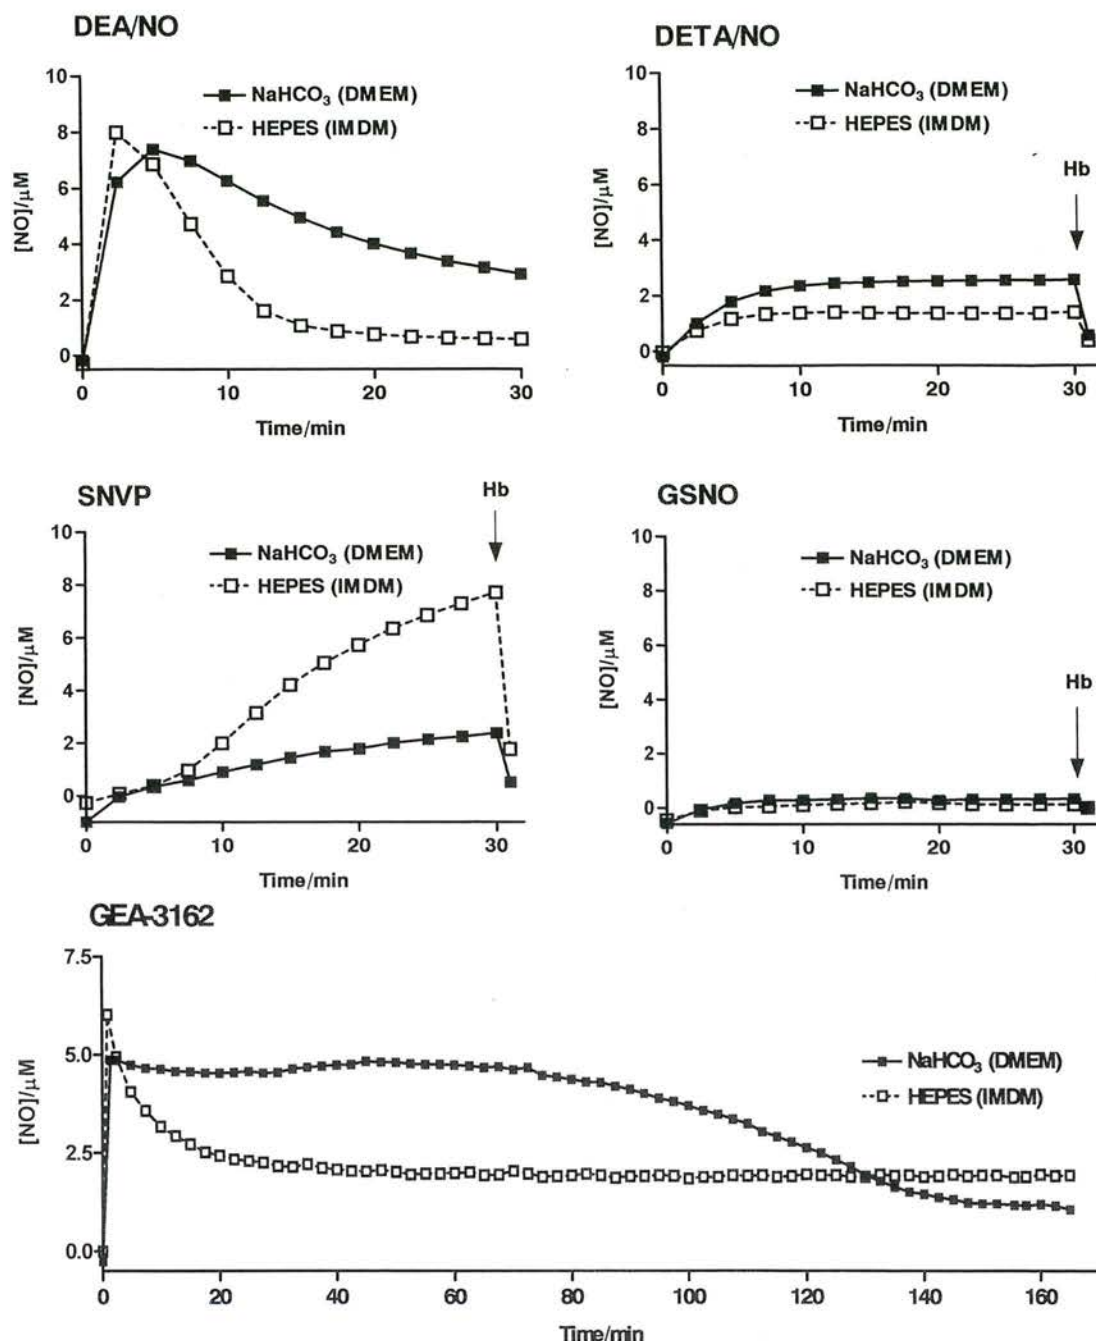 DEA/NO
10
8
6
4
2
0
[NO]/µM
NaHCO₃ (DMEM)
HEPES (IMDM)
0 10 20 30
Time/min
DETA/NO
10
8
6
4
2
0
[NO]/µM
NaHCO₃ (DMEM)
HEPES (IMDM)
Hb
0 10 20 30
Time/min
SNVP
10
8
6
4
2
0
[NO]/µM
NaHCO₃ (DMEM)
HEPES (IMDM)
Hb
0 10 20 30
Time/min
GSNO
10
8
6
4
2
0
[NO]/µM
NaHCO₃ (DMEM)
HEPES (IMDM)
Hb
0 10 20 30
Time/min
GEA-3162
7.5
5.0
2.5
0.0
[NO]/µM
NaHCO₃ (DMEM)
HEPES (IMDM)
0 20 40 60 80 100 120 140 160
Time/min